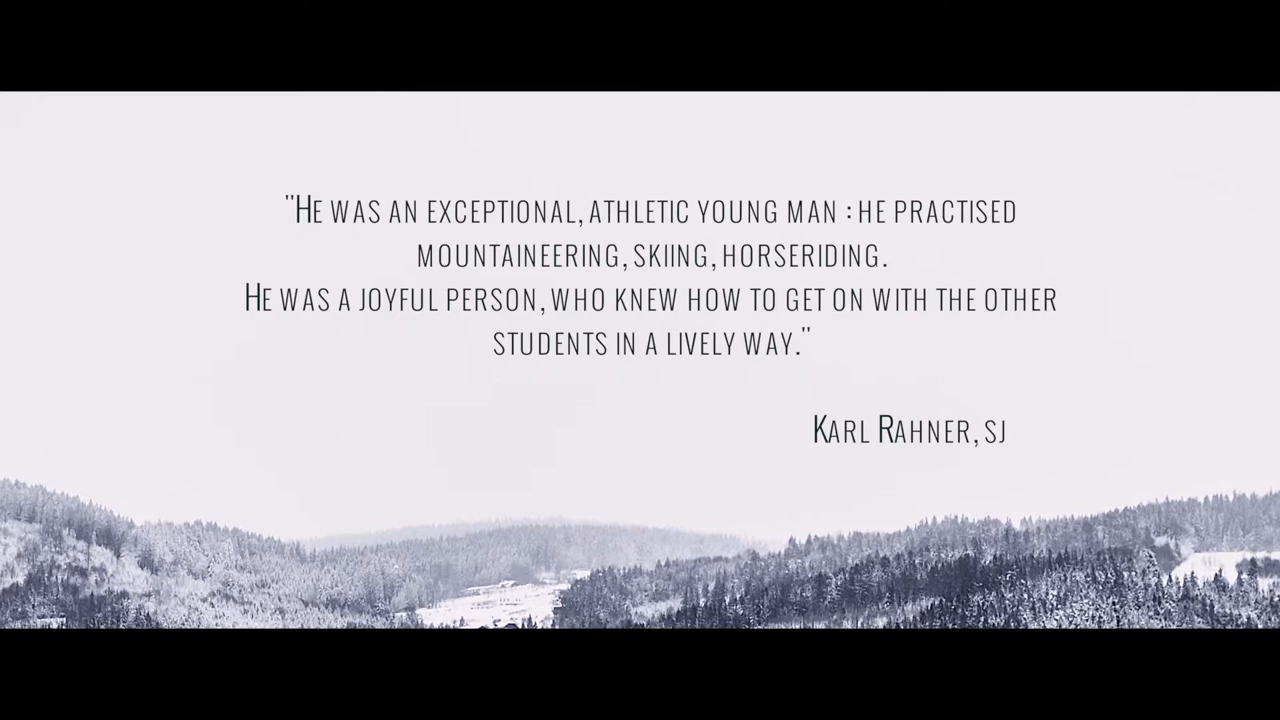 "He was an exceptional, athletic young man : he practised
mountaineering, skiing, horseriding.
He was a joyful person, who knew how to get on with the other
students in a lively way."
Karl Rahner, sj